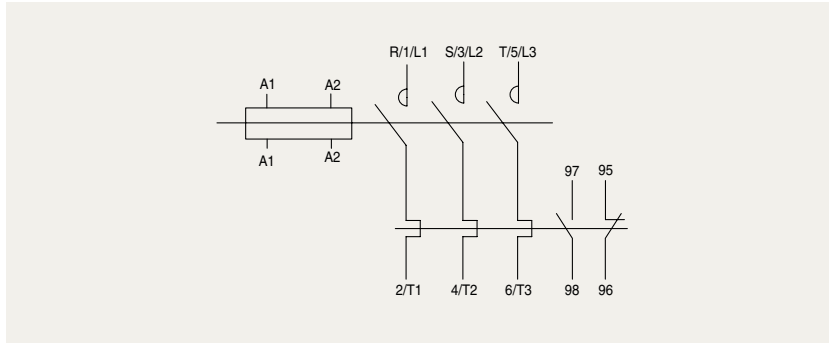 R/1/L1 S/3/L2 T/5/L3
A1 A2
A1 A2
97 95
2/T1 4/T2 6/T3 98 96